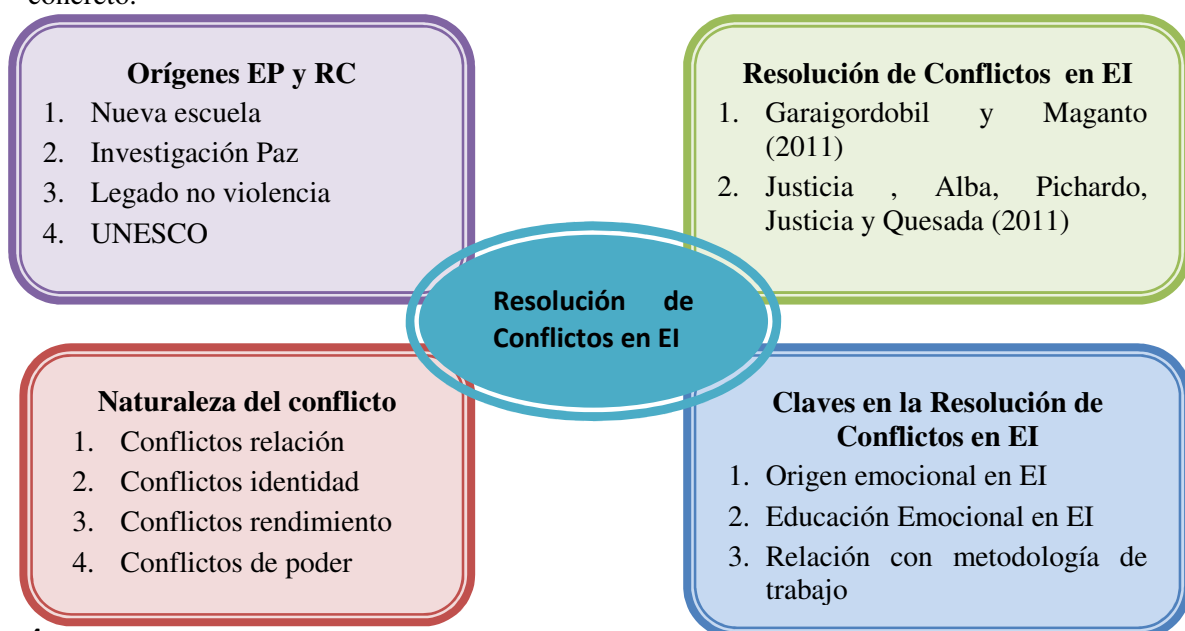 concreto.
Orígenes EP y RC
1. Nueva escuela
2. Investigación Paz
3. Legado no violencia
4. UNESCO
Resolución de Conflictos en EI
1. Garaigordobil y Maganto
(2011)
2. Justicia , Alba, Pichardo,
Justicia y Quesada (2011)
Resolución de
Conflictos en EI
Naturaleza del conflicto
1. Conflictos relación
2. Conflictos identidad
3. Conflictos rendimiento
4. Conflictos de poder
Claves en la Resolución de
Conflictos en EI
1. Origen emocional en EI
2. Educación Emocional en EI
3. Relación con metodología de
trabajo